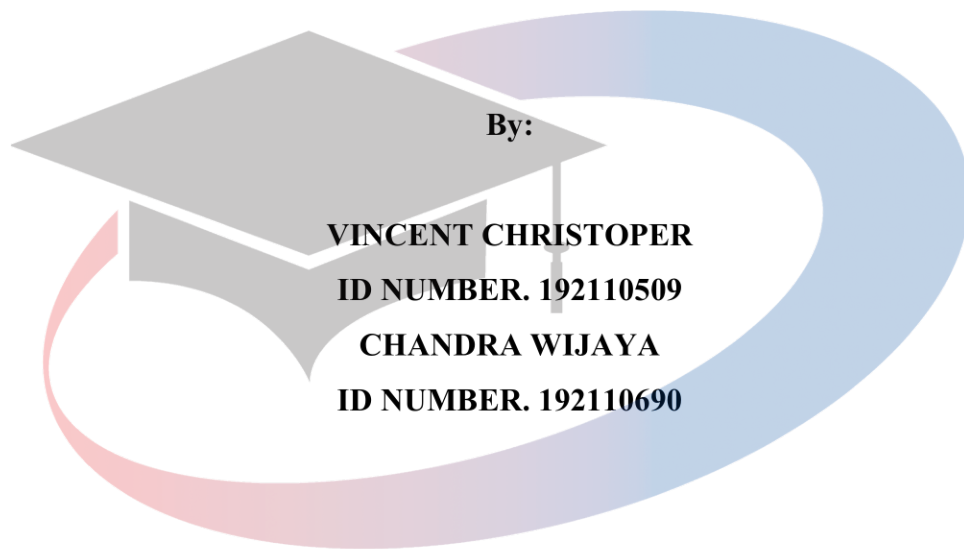 By:
VINCENT CHRISTOPER
ID NUMBER. 192110509
CHANDRA WIJAYA
ID NUMBER. 192110690